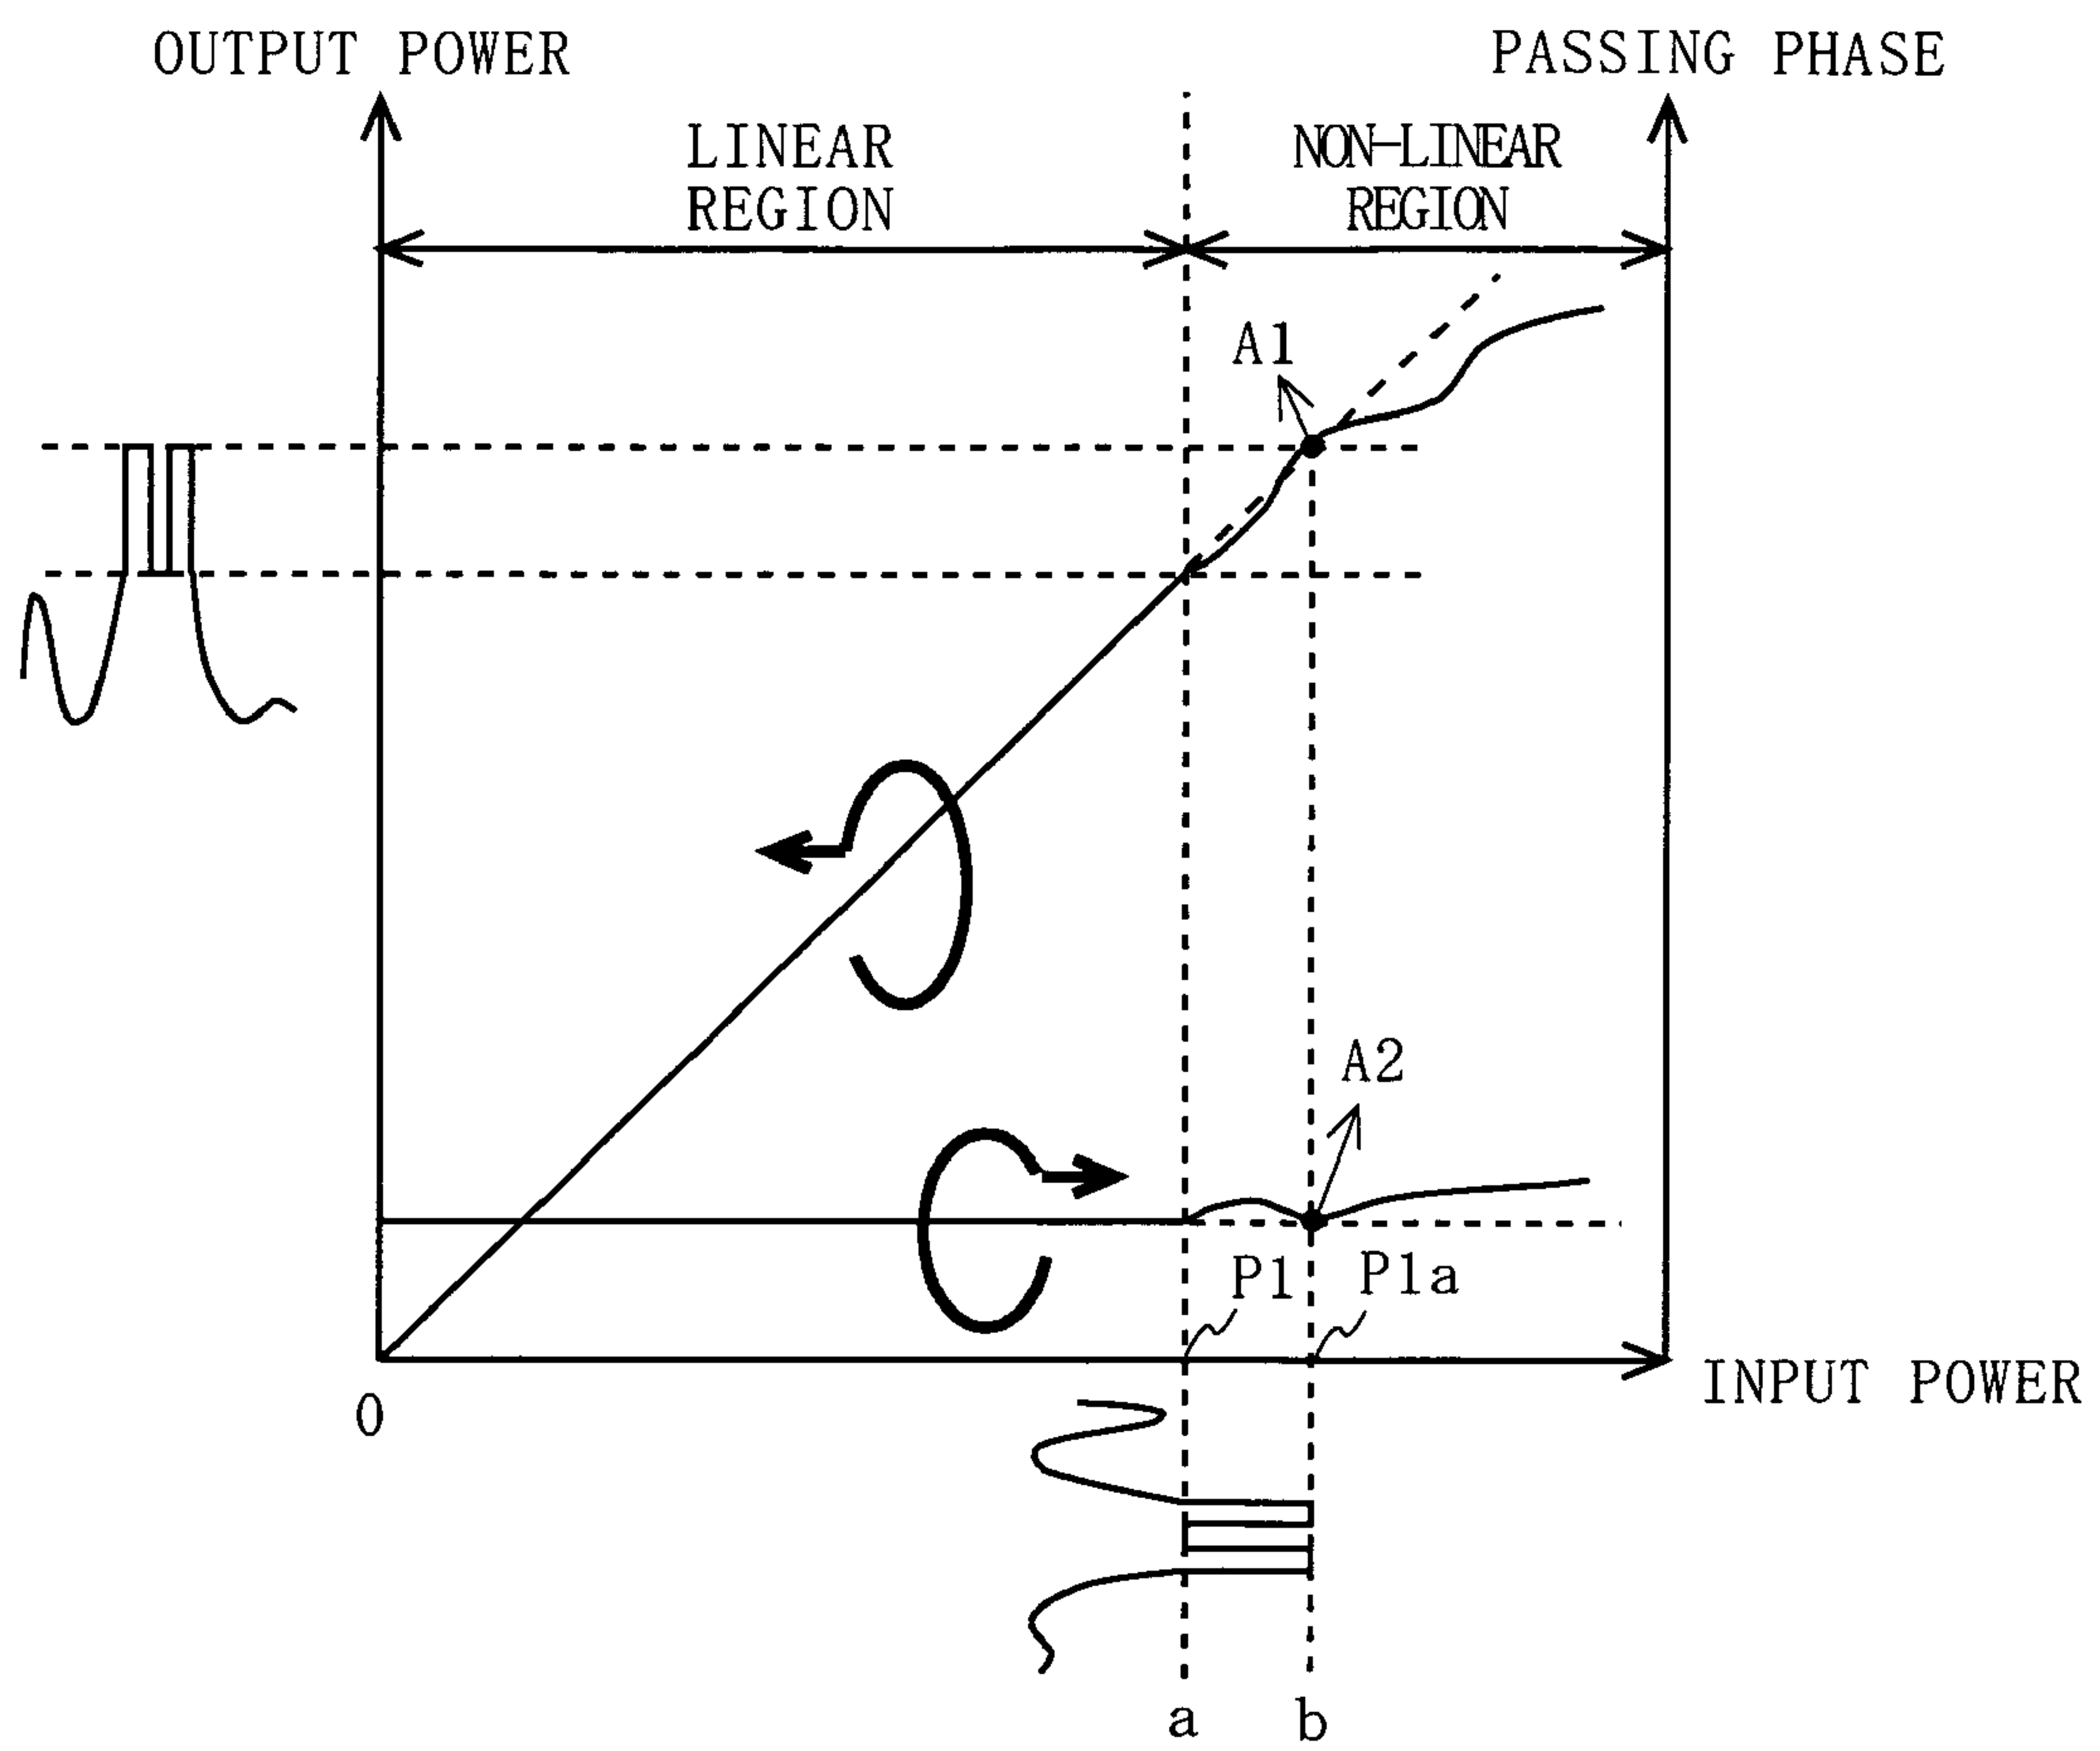 OUTPUT POWER
PASSING PHASE
LINEAR
REGION
NON-LINEAR
REGION
A1
A2
P1
P1a
0
INPUT POWER
a
b